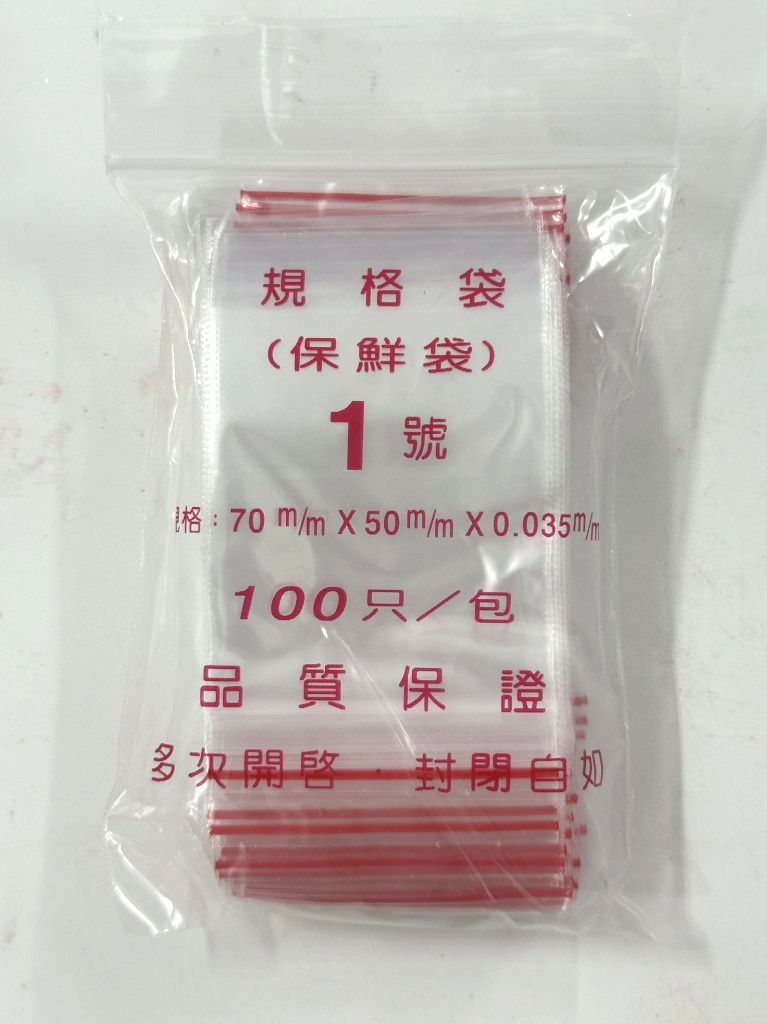 規格袋
(保鮮袋)
1號
規格：70 m/m X 50 m/m X 0.035 m/m
100只／包
品質保證
多次開啓．封閉自如